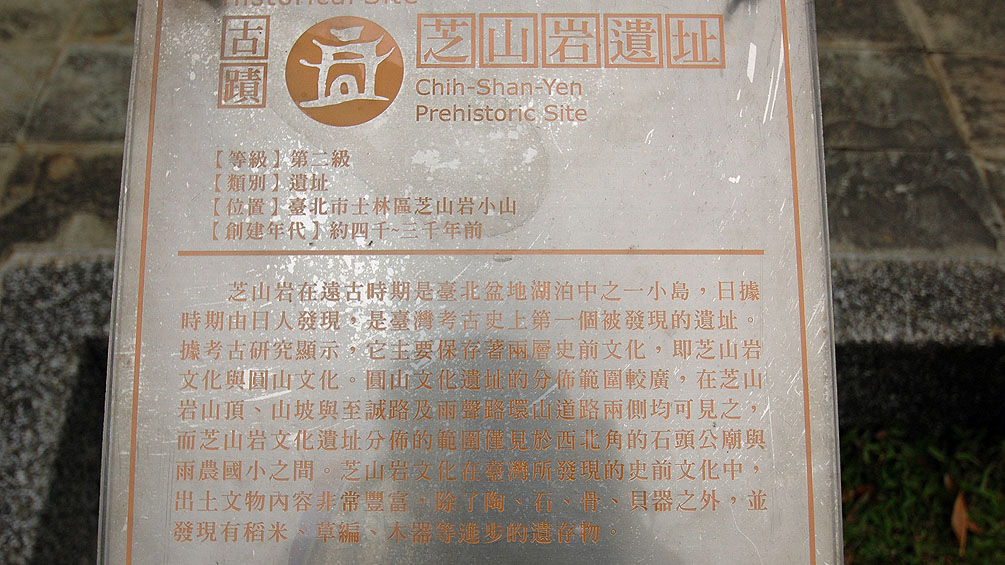 Historical Site
古蹟
芝山岩遺址
Chih-Shan-Yen
Prehistoric Site
【等級】第二級
【類別】遺址
【位置】臺北市士林區芝山岩小山
【創建年代】約四千~三千年前
芝山岩在遠古時期是臺北盆地湖泊中之一小島，日據
時期由日人發現，是臺灣考古史上第一個被發現的遺址。
據考古研究顯示，它主要保存著兩層史前文化，即芝山岩
文化與圓山文化。圓山文化遺址的分佈範圍較廣，在芝山
岩山頂、山坡與至誠路及雨聲路環山道路兩側均可見之，
而芝山岩文化遺址分佈的範圍僅見於西北角的石頭公廟與
雨農國小之間。芝山岩文化在臺灣所發現的史前文化中，
出土文物內容非常豐富，除了陶、石、骨、貝器之外，並
發現有稻米、草編、木器等進步的遺存物。